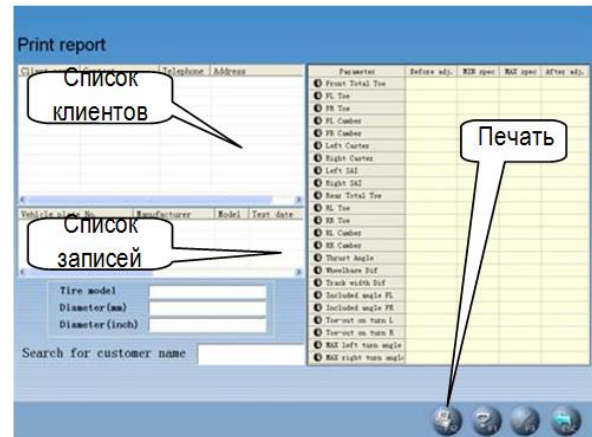 Print report
Telephone Address
Список
клиентов
Vehicle plate No. Manufacturer Model Test date
Список
записей
Tire model
Diameter(mm)
Diameter(inch)
Search for customer name
Parameter Before adj. MIN spec MAX spec After adj.
Front Total Toe
FL Toe
FR Toe
FL Camber
FR Camber
Left Caster
Right Caster
Left SAI
Right SAI
Rear Total Toe
RL Toe
RR Toe
RL Camber
RR Camber
Thrust Angle
Wheelbase Dif
Track width Dif
Included angle FL
Included angle FR
Toe-out on turn L
Toe-out on turn R
MAX left turn angle
MAX right turn angle
Печать